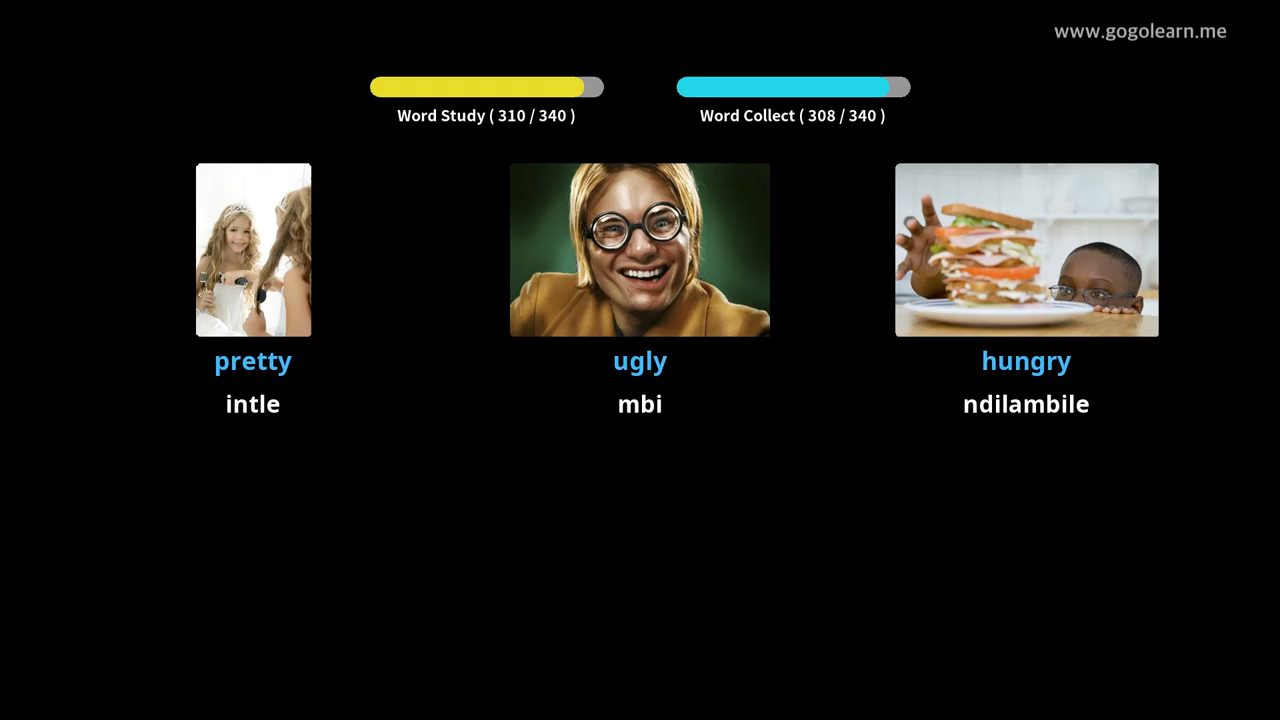 www.gogolearn.me
Word Study ( 310 / 340 )
Word Collect ( 308 / 340 )
pretty
intle
ugly
mbi
hungry
ndilambile